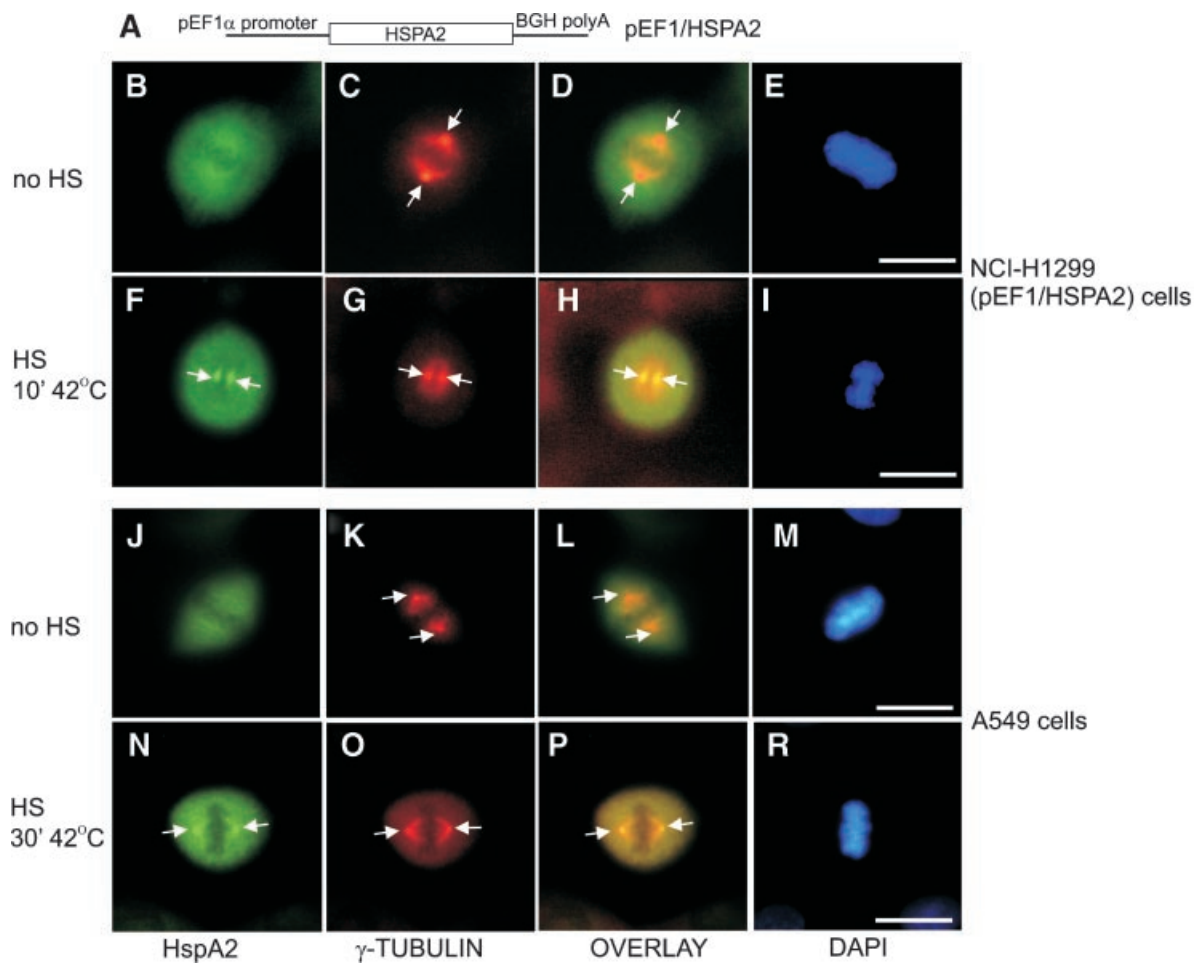 A pEF1α promoter HSPA2 BGH polyA pEF1/HSPA2
B C D E
no HS
NCI-H1299
(pEF1/HSPA2) cells
F G H I
HS
10' 42°C
J K L M
no HS
A549 cells
N O P R
HS
30' 42°C
HspA2 γ-TUBULIN OVERLAY DAPI